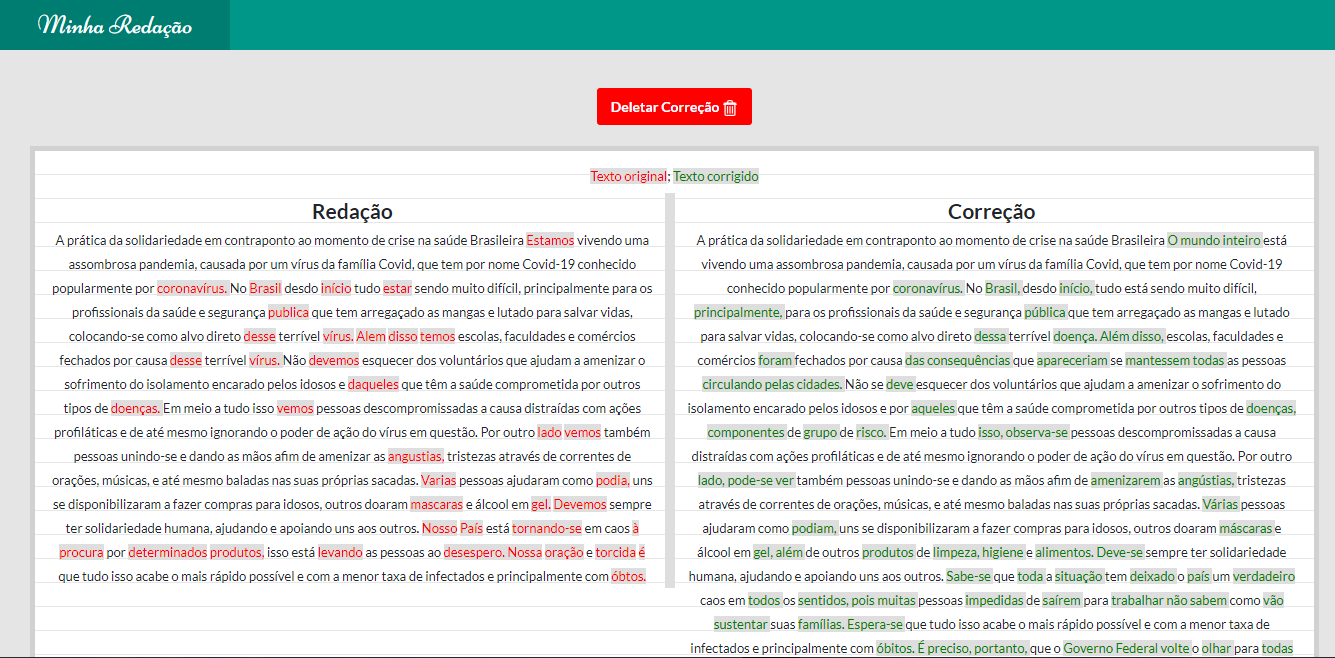 Minha Redação
Deletar Correção
Texto original; Texto corrigido
Redação
A prática da solidariedade em contraponto ao momento de crise na saúde Brasileira Estamos vivendo uma
assombrosa pandemia, causada por um vírus da família Covid, que tem por nome Covid-19 conhecido
popularmente por coronavírus. No Brasil desdo início tudo estar sendo muito difícil, principalmente para os
profissionais da saúde e segurança publica que tem arregaçado as mangas e lutado para salvar vidas,
colocando-se como alvo direto desse terrível vírus. Alem disso temos escolas, faculdades e comércios
fechados por causa desse terrível vírus. Não devemos esquecer dos voluntários que ajudam a amenizar o
sofrimento do isolamento encarado pelos idosos e daqueles que têm a saúde comprometida por outros
tipos de doenças. Em meio a tudo isso vemos pessoas descompromissadas a causa distraídas com ações
profiláticas e de até mesmo ignorando o poder de ação do vírus em questão. Por outro lado vemos também
pessoas unindo-se e dando as mãos afim de amenizar as angustias, tristezas através de correntes de
orações, músicas, e até mesmo baladas nas suas próprias sacadas. Varias pessoas ajudaram como podia, uns
se disponibilizaram a fazer compras para idosos, outros doaram mascaras e álcool em gel. Devemos sempre
ter solidariedade humana, ajudando e apoiando uns aos outros. Nosso País está tornando-se em caos à
procura por determinados produtos, isso está levando as pessoas ao desespero. Nossa oração e torcida é
que tudo isso acabe o mais rápido possível e com a menor taxa de infectados e principalmente com óbtos.
Correção
A prática da solidariedade em contraponto ao momento de crise na saúde Brasileira O mundo inteiro está
vivendo uma assombrosa pandemia, causada por um vírus da família Covid, que tem por nome Covid-19
conhecido popularmente por coronavírus. No Brasil, desdo início, tudo está sendo muito difícil,
principalmente, para os profissionais da saúde e segurança pública que tem arregaçado as mangas e lutado
para salvar vidas, colocando-se como alvo direto dessa terrível doença. Além disso, escolas, faculdades e
comércios foram fechados por causa das consequências que apareceriam se mantessem todas as pessoas
circulando pelas cidades. Não se deve esquecer dos voluntários que ajudam a amenizar o sofrimento do
isolamento encarado pelos idosos e por aqueles que têm a saúde comprometida por outros tipos de doenças,
componentes de grupo de risco. Em meio a tudo isso, observa-se pessoas descompromissadas a causa
distraídas com ações profiláticas e de até mesmo ignorando o poder de ação do vírus em questão. Por outro
lado, pode-se ver também pessoas unindo-se e dando as mãos afim de amenizarem as angústias, tristezas
através de correntes de orações, músicas, e até mesmo baladas nas suas próprias sacadas. Várias pessoas
ajudaram como podiam, uns se disponibilizaram a fazer compras para idosos, outros doaram máscaras e
álcool em gel, além de outros produtos de limpeza, higiene e alimentos. Deve-se sempre ter solidariedade
humana, ajudando e apoiando uns aos outros. Sabe-se que toda a situação tem deixado o país um verdadeiro
caos em todos os sentidos, pois muitas pessoas impedidas de saírem para trabalhar não sabem como vão
sustentar suas famílias. Espera-se que tudo isso acabe o mais rápido possível e com a menor taxa de
infectados e principalmente com óbitos. É preciso, portanto, que o Governo Federal volte o olhar para todas